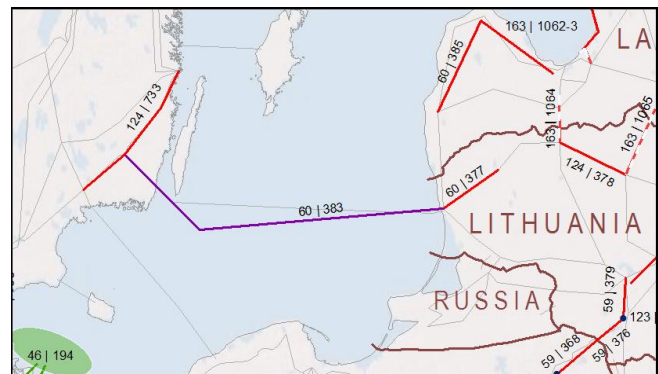 163 | 1062-3
LA
60 | 385
124 | 733
163 | 1064
163 | 1065
124 | 378
60 | 377
60 | 383
LITHUANIA
RUSSIA
59 | 379
123 |
59 | 368
59 | 376
46 | 194